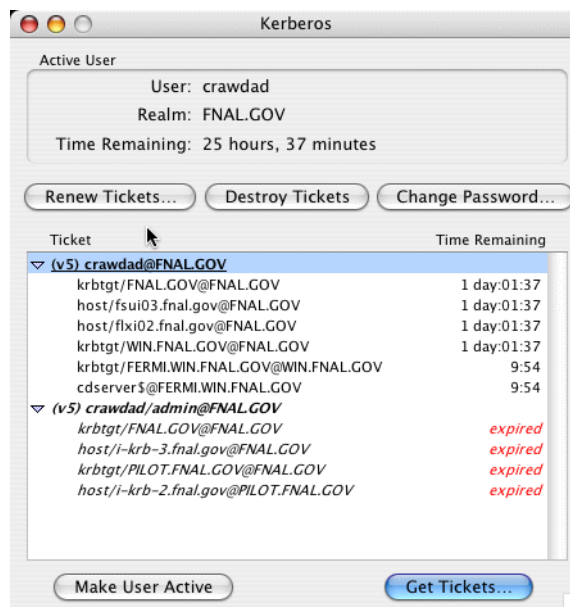 Kerberos
Active User
User: crawdad
Realm: FNAL.GOV
Time Remaining: 25 hours, 37 minutes
Renew Tickets... Destroy Tickets Change Password...
Ticket Time Remaining
(v5) crawdad@FNAL.GOV
krbtgt/FNAL.GOV@FNAL.GOV 1 day:01:37
host/fsui03.fnal.gov@FNAL.GOV 1 day:01:37
host/flxi02.fnal.gov@FNAL.GOV 1 day:01:37
krbtgt/WIN.FNAL.GOV@FNAL.GOV 1 day:01:37
krbtgt/FERMI.WIN.FNAL.GOV@WIN.FNAL.GOV 9:54
cdserver$@FERMI.WIN.FNAL.GOV 9:54
(v5) crawdad/admin@FNAL.GOV
krbtgt/FNAL.GOV@FNAL.GOV expired
host/i-krb-3.fnal.gov@FNAL.GOV expired
krbtgt/PILOT.FNAL.GOV@FNAL.GOV expired
host/i-krb-2.fnal.gov@PILOT.FNAL.GOV expired
Make User Active Get Tickets...